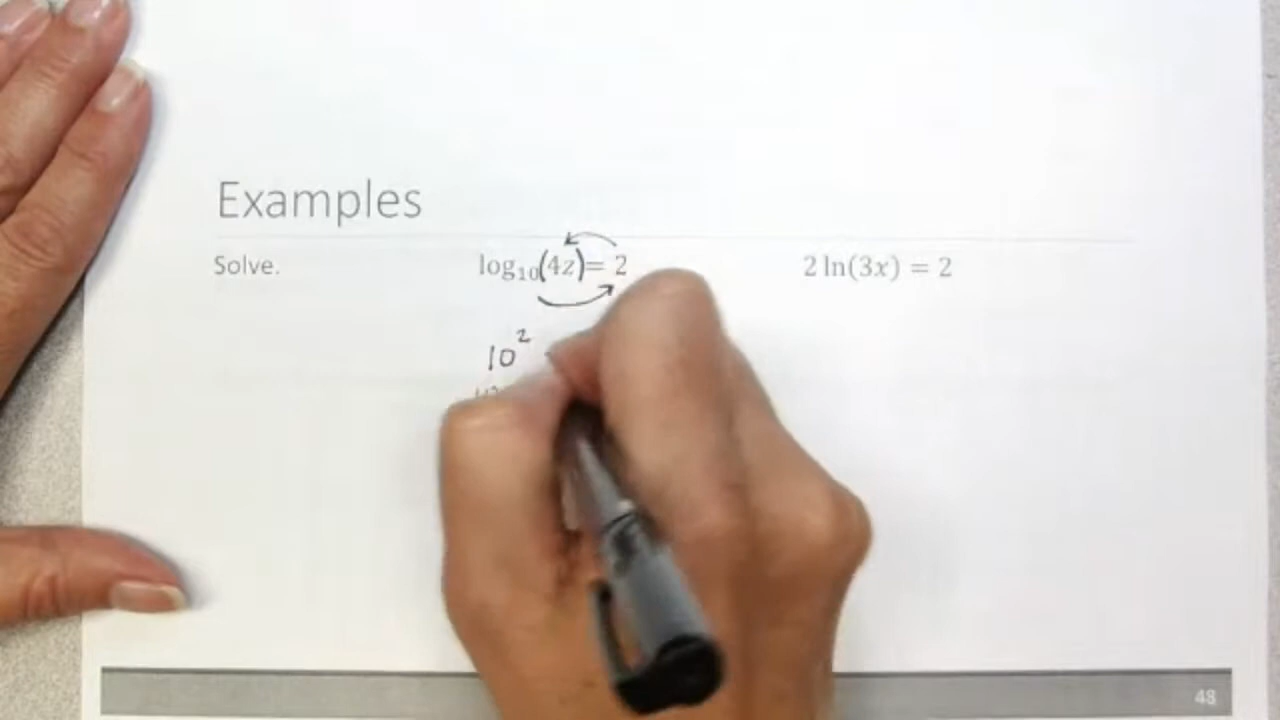 Examples
Solve. log₁₀(4z)= 2 2 ln(3x) = 2
10²
48